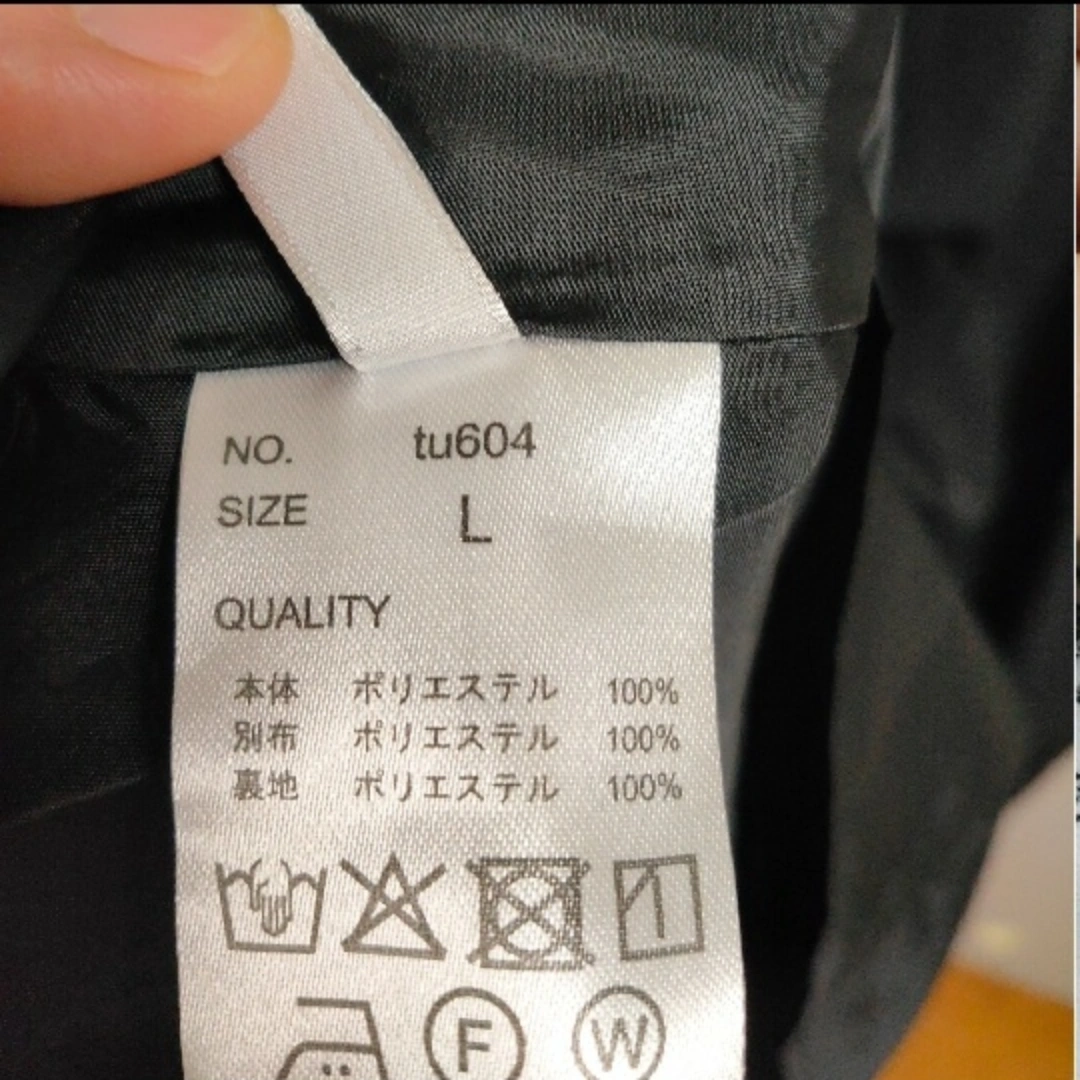 NO. tu604
SIZE L
QUALITY
本体 ポリエステル 100%
別布 ポリエステル 100%
裏地 ポリエステル 100%
F W